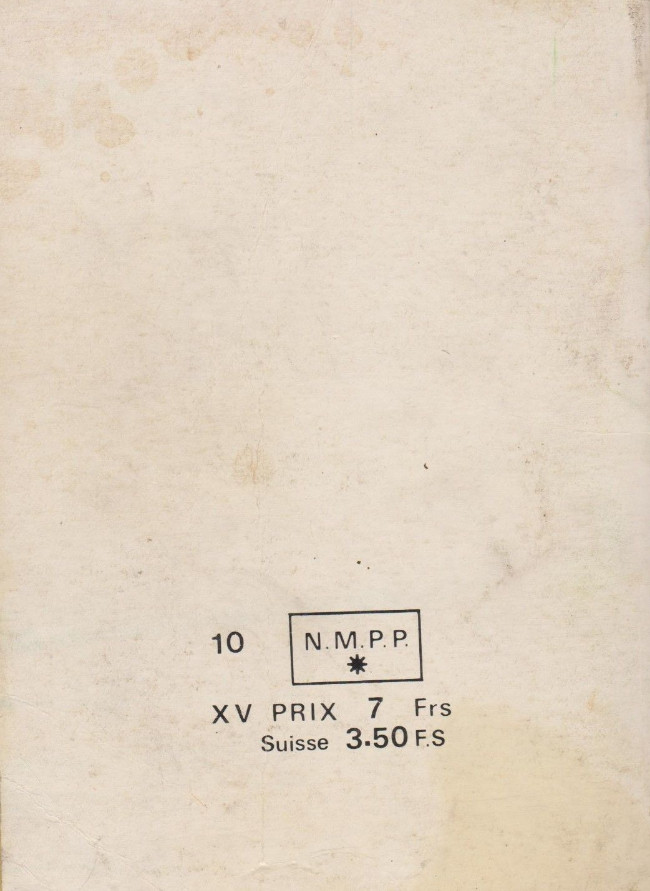 10 N.M.P.P.
XV PRIX 7 Frs
Suisse 3.50 F.S